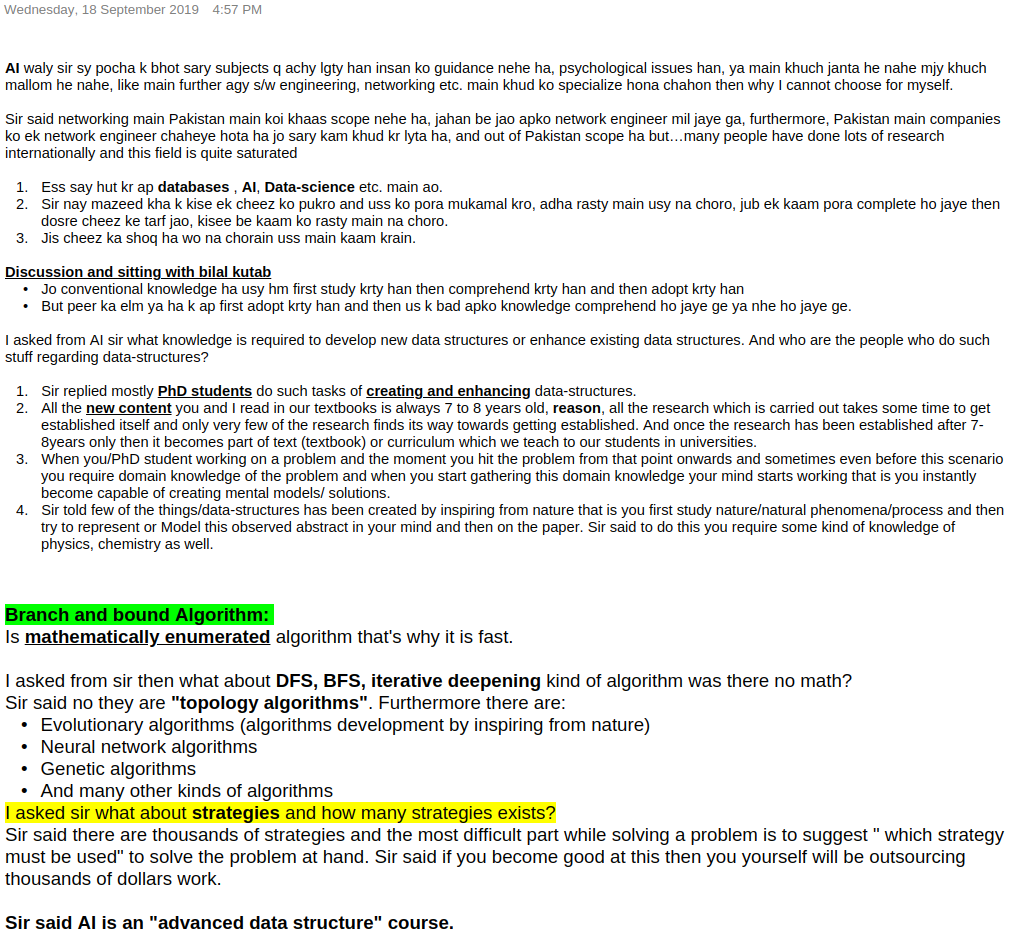 Wednesday, 18 September 2019 4:57 PM
AI waly sir sy pocha k bhot sary subjects q achy lgty han insan ko guidance nehe ha, psychological issues han, ya main khuch janta he nahe mjy khuch
mallom he nahe, like main further agy s/w engineering, networking etc. main khud ko specialize hona chahon then why I cannot choose for myself.
Sir said networking main Pakistan main koi khaas scope nehe ha, jahan be jao apko network engineer mil jaye ga, furthermore, Pakistan main companies
ko ek network engineer chaheye hota ha jo sary kam khud kr lyta ha, and out of Pakistan scope ha but…many people have done lots of research
internationally and this field is quite saturated
1. Ess say hut kr ap databases , AI, Data-science etc. main ao.
2. Sir nay mazeed kha k kise ek cheez ko pukro and uss ko pora mukamal kro, adha rasty main usy na choro, jub ek kaam pora complete ho jaye then
dosre cheez ke tarf jao, kisee be kaam ko rasty main na choro.
3. Jis cheez ka shoq ha wo na chorain uss main kaam krain.
Discussion and sitting with bilal kutab
• Jo conventional knowledge ha usy hm first study krty han then comprehend krty han and then adopt krty han
• But peer ka elm ya ha k ap first adopt krty han and then us k bad apko knowledge comprehend ho jaye ge ya nhe ho jaye ge.
I asked from AI sir what knowledge is required to develop new data structures or enhance existing data structures. And who are the people who do such
stuff regarding data-structures?
1. Sir replied mostly PhD students do such tasks of creating and enhancing data-structures.
2. All the new content you and I read in our textbooks is always 7 to 8 years old, reason, all the research which is carried out takes some time to get
established itself and only very few of the research finds its way towards getting established. And once the research has been established after 7-
8years only then it becomes part of text (textbook) or curriculum which we teach to our students in universities.
3. When you/PhD student working on a problem and the moment you hit the problem from that point onwards and sometimes even before this scenario
you require domain knowledge of the problem and when you start gathering this domain knowledge your mind starts working that is you instantly
become capable of creating mental models/ solutions.
4. Sir told few of the things/data-structures has been created by inspiring from nature that is you first study nature/natural phenomena/process and then
try to represent or Model this observed abstract in your mind and then on the paper. Sir said to do this you require some kind of knowledge of
physics, chemistry as well.
Branch and bound Algorithm:
Is mathematically enumerated algorithm that's why it is fast.
I asked from sir then what about DFS, BFS, iterative deepening kind of algorithm was there no math?
Sir said no they are "topology algorithms". Furthermore there are:
• Evolutionary algorithms (algorithms development by inspiring from nature)
• Neural network algorithms
• Genetic algorithms
• And many other kinds of algorithms
I asked sir what about strategies and how many strategies exists?
Sir said there are thousands of strategies and the most difficult part while solving a problem is to suggest " which strategy
must be used" to solve the problem at hand. Sir said if you become good at this then you yourself will be outsourcing
thousands of dollars work.
Sir said AI is an "advanced data structure" course.